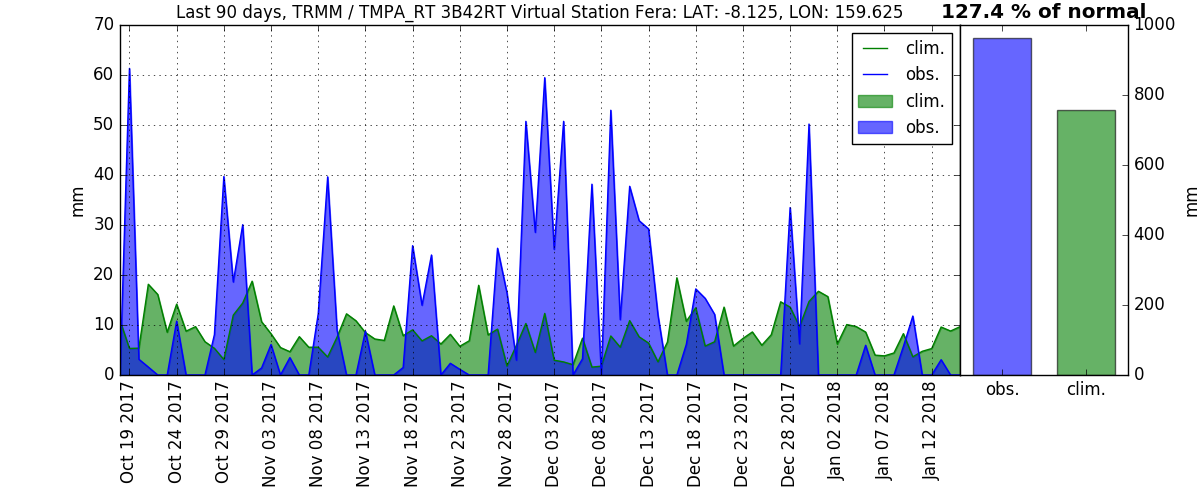 Last 90 days, TRMM / TMPA_RT 3B42RT Virtual Station Fera: LAT: -8.125, LON: 159.625
127.4 % of normal
70
60
50
40
30
20
10
0
mm
clim.
obs.
clim.
obs.
1000
800
600
400
200
0
mm
Oct 19 2017
Oct 24 2017
Oct 29 2017
Nov 03 2017
Nov 08 2017
Nov 13 2017
Nov 18 2017
Nov 23 2017
Nov 28 2017
Dec 03 2017
Dec 08 2017
Dec 13 2017
Dec 18 2017
Dec 23 2017
Dec 28 2017
Jan 02 2018
Jan 07 2018
Jan 12 2018
obs.
clim.